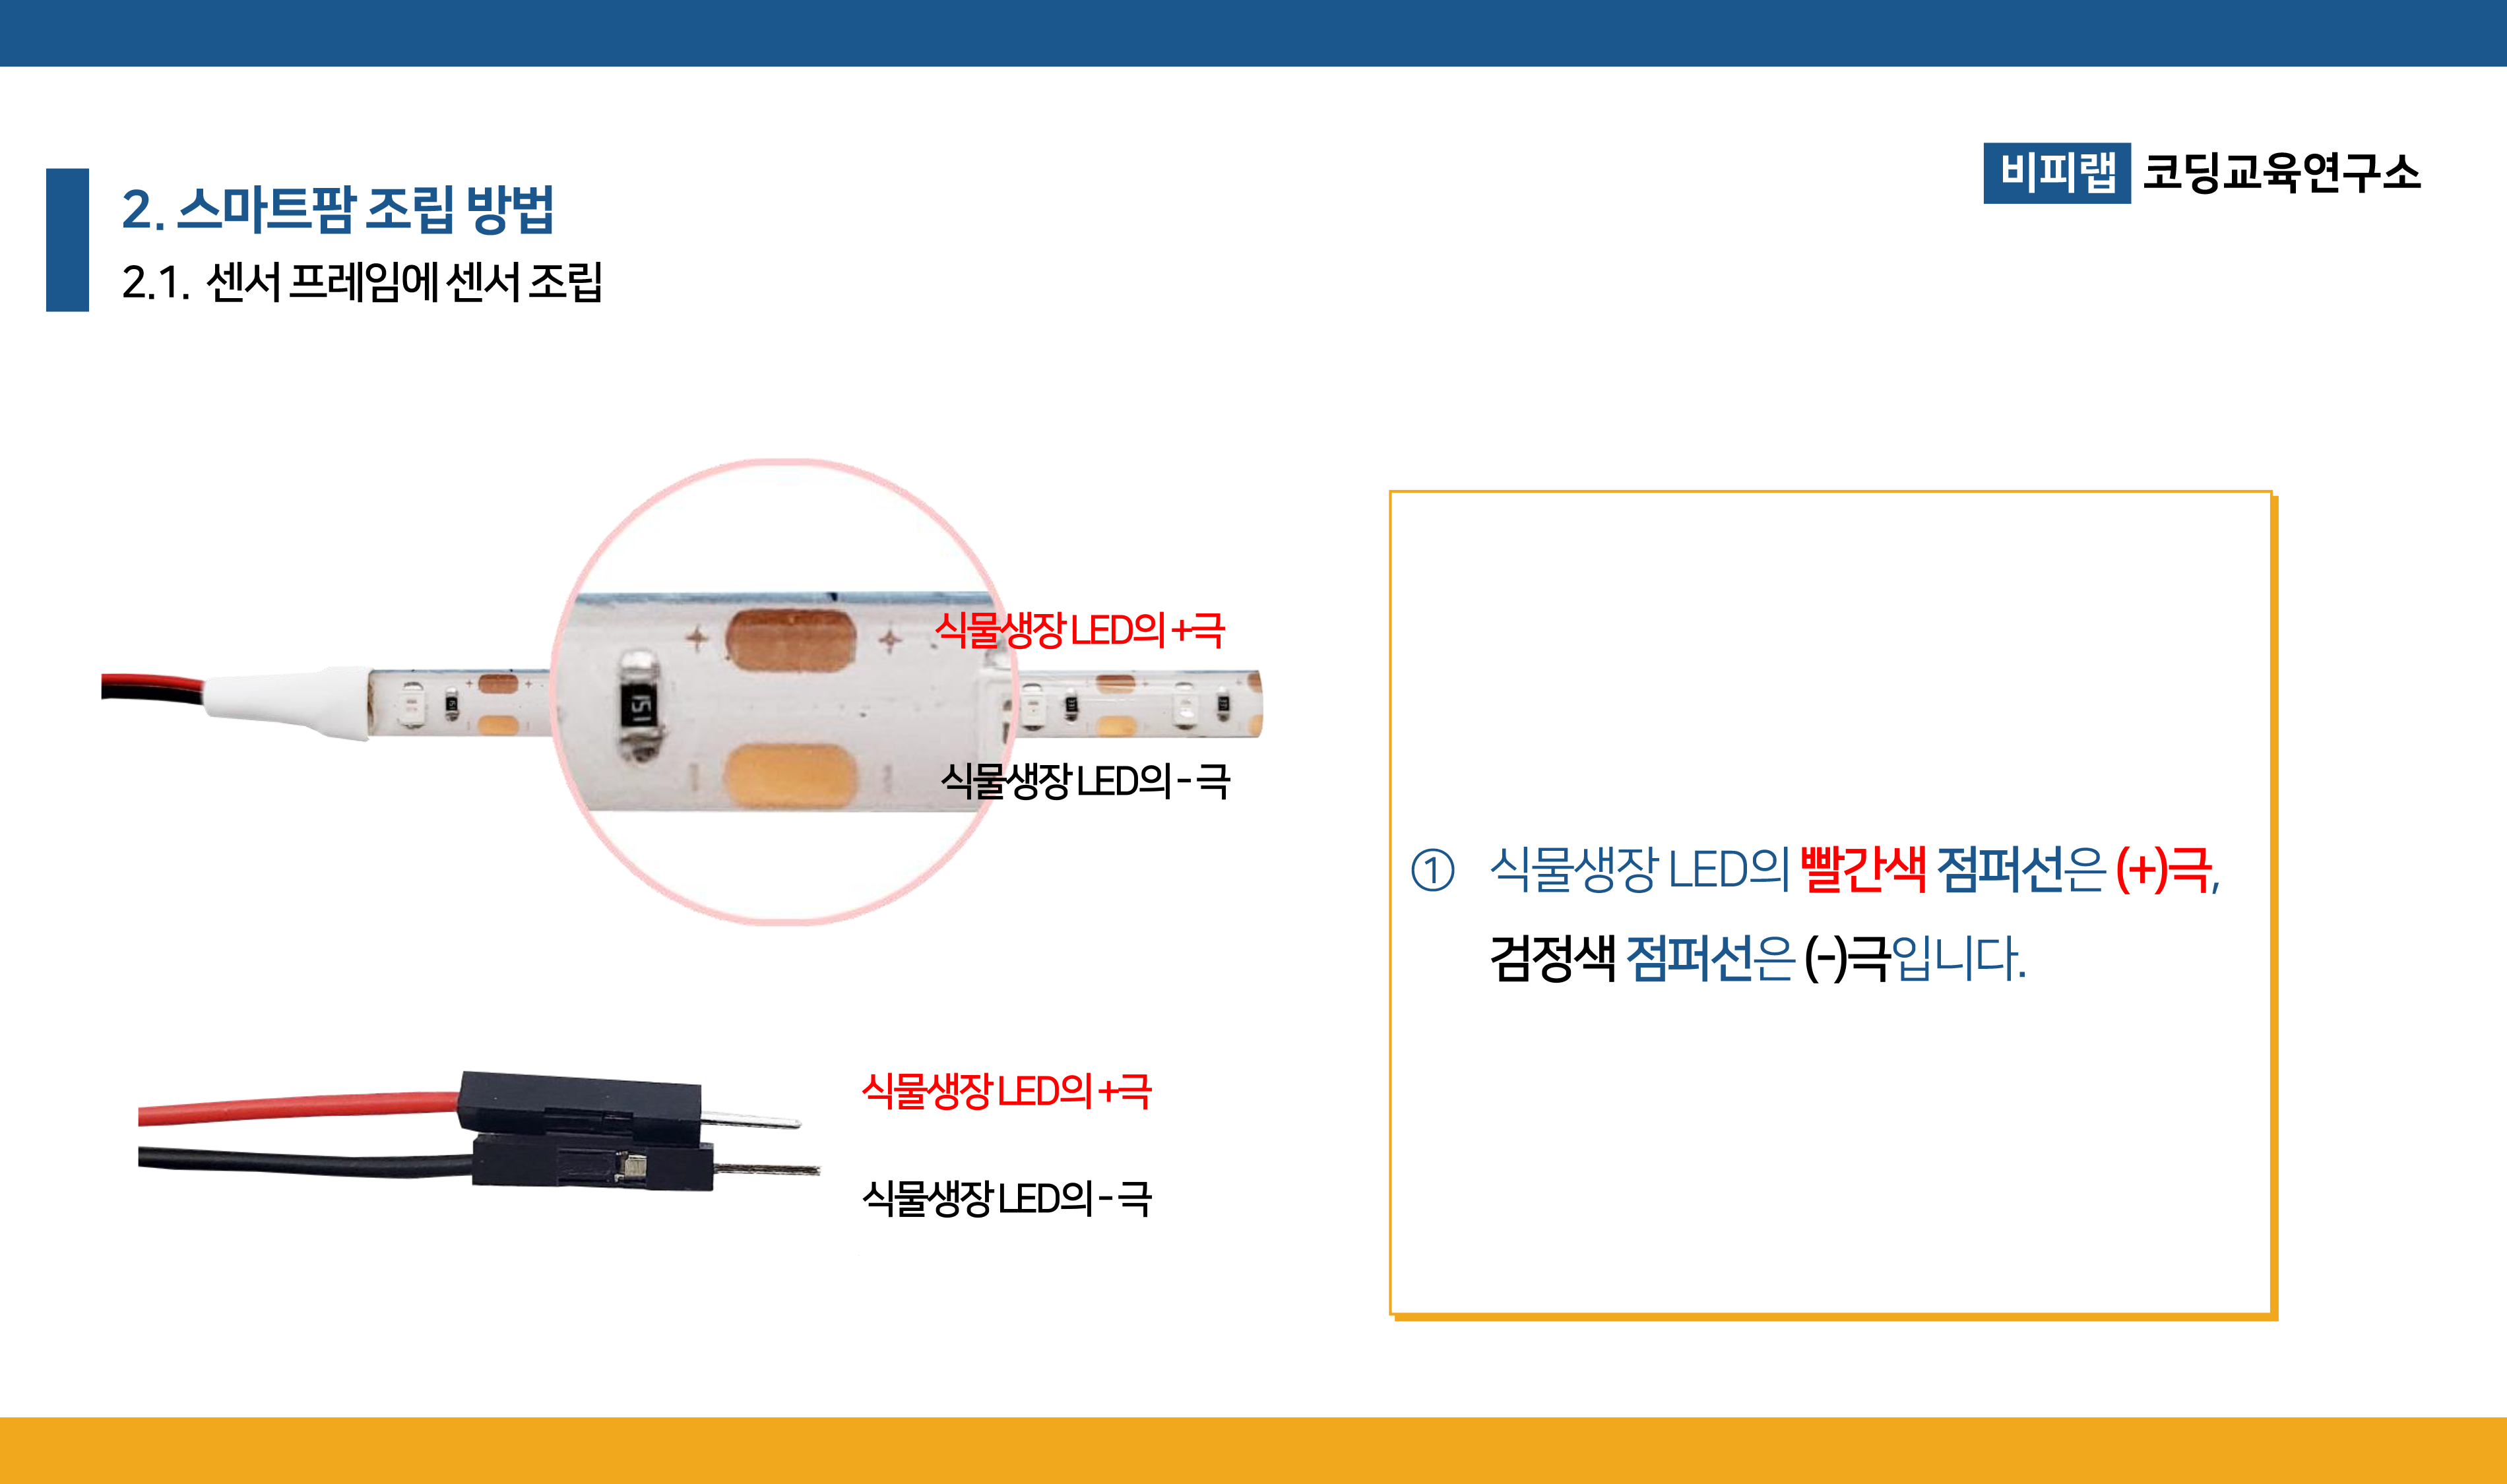 비피랩 코딩교육연구소
2. 스마트팜 조립 방법
2.1. 센서 프레임에 센서 조립
식물생장 LED의 +극
151
식물생장 LED의 - 극
① 식물생장 LED의 빨간색 점퍼선은 (+)극,
검정색 점퍼선은 (-)극입니다.
식물생장 LED의 +극
식물생장 LED의 - 극